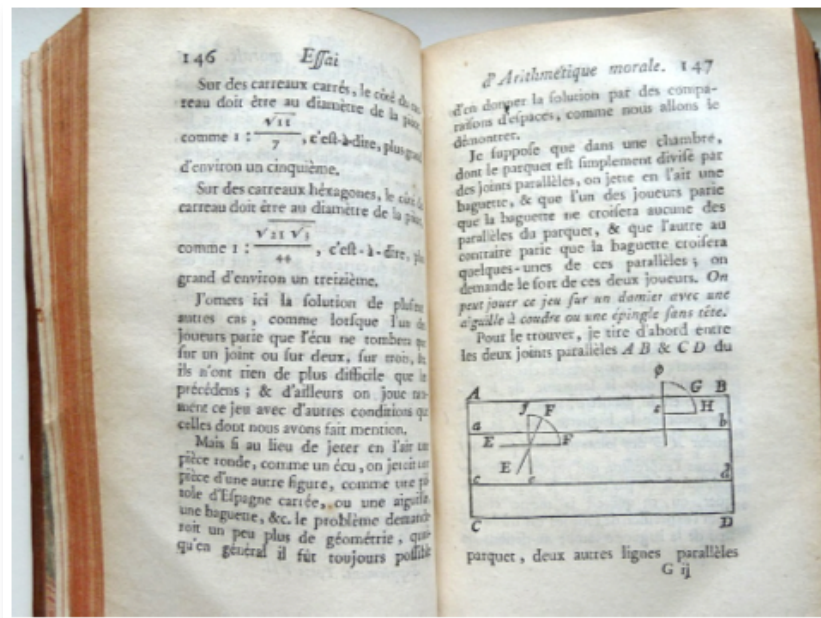 146 Essai
Sur des carreaux carrés, le côté du car
reau doit être au diamètre de la pièce,
comme 1 : √11
7 , c'est-à-dire, plus grand
d'environ un cinquième.
Sur des carreaux héxagones, le côté du
carreau doit être au diamètre de la pièce,
comme 1 :
44 , c'est-à-dire, plus
grand d'environ un treizième.
J'omets ici la solution de plusieurs
autres cas, comme lorsque l'un des
joueurs parie que l'écu ne tombera que
sur un joint ou sur deux, sur trois, &c.
ils n'ont rien de plus difficile que les
précédens ; & d'ailleurs on joue rare-
ment ce jeu avec d'autres conditions que
celles dont nous avons fait mention.
Mais si au lieu de jeter en l'air une
pièce ronde, comme un écu, on jetoit une
pièce d'une autre figure, comme une pis-
tole d'Espagne carrée, ou une aiguille,
une baguette, &c. le problème demande-
roit un peu plus de géométrie, quoi-
qu'en général il fût toujours possible
d'Arithmétique morale. 147
d'en donner la solution par des compa-
raisons d'espaces, comme nous allons le
démontrer.
Je suppose que dans une chambre,
dont le parquet est simplement divisé par
des joints parallèles, on jette en l'air une
baguette, & que l'un des joueurs parie
que la baguette ne croisera aucune des
parallèles du parquet, & que l'autre au
contraire parie que la baguette croisera
quelques-unes de ces parallèles ; on
demande le sort de ces deux joueurs. On
peut jouer ce jeu sur un damier avec une
aiguille à coudre ou une épingle sans tête.
Pour le trouver, je tire d'abord entre
les deux joints parallèles A B & C D du
φ
A G B
J F ε H
a b
E F
E
c e d
C D
parquet, deux autres lignes parallèles
G ij